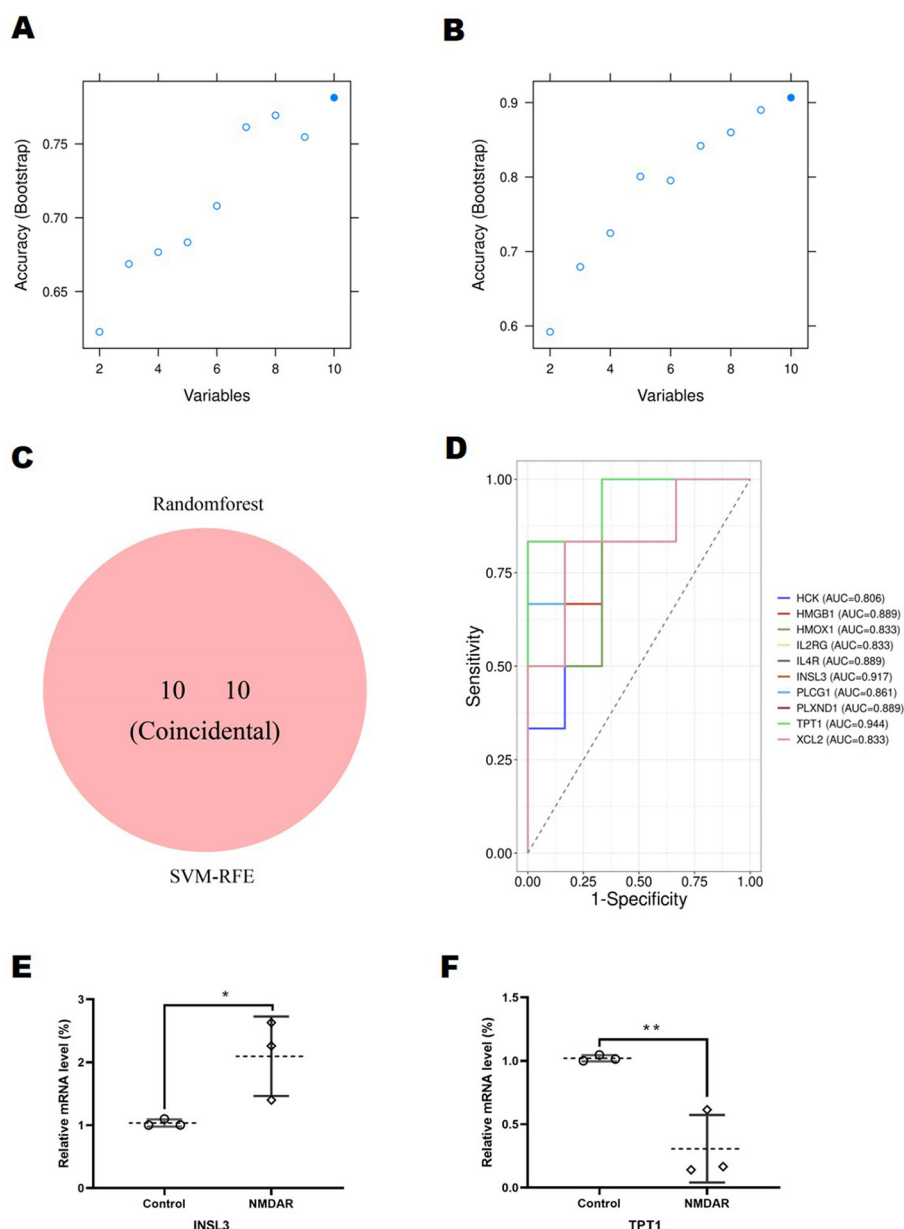 A
B
Accuracy (Bootstrap)
0.75
0.70
0.65
2 4 6 8 10
Variables
Accuracy (Bootstrap)
0.9
0.8
0.7
0.6
2 4 6 8 10
Variables
C
Randomforest
10 10
(Coincidental)
SVM-RFE
D
Sensitivity
1.00
0.75
0.50
0.25
0.00
0.00 0.25 0.50 0.75 1.00
1-Specificity
HCK (AUC=0.806)
HMGB1 (AUC=0.889)
HMOX1 (AUC=0.833)
IL2RG (AUC=0.833)
IL4R (AUC=0.889)
INSL3 (AUC=0.917)
PLCG1 (AUC=0.861)
PLXND1 (AUC=0.889)
TPT1 (AUC=0.944)
XCL2 (AUC=0.833)
E
Relative mRNA level (%)
3
2
1
0
*
Control NMDAR
INSL3
F
Relative mRNA level (%)
1.5
1.0
0.5
0.0
**
Control NMDAR
TPT1